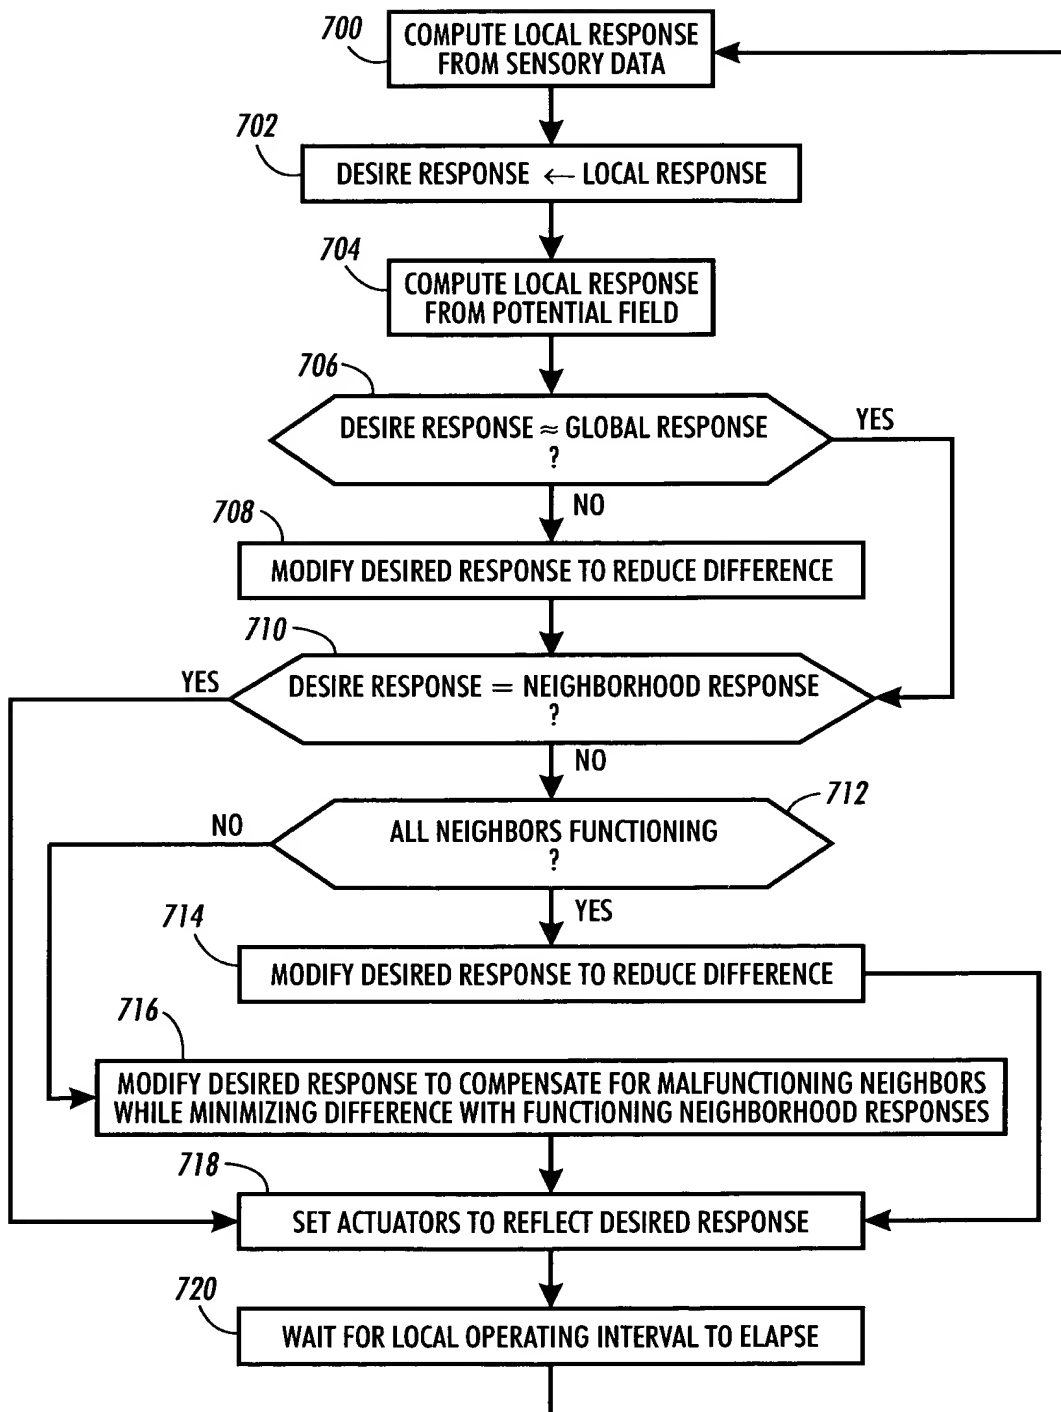 700
COMPUTE LOCAL RESPONSE
FROM SENSORY DATA
702
DESIRE RESPONSE ← LOCAL RESPONSE
704
COMPUTE LOCAL RESPONSE
FROM POTENTIAL FIELD
706
DESIRE RESPONSE ≈ GLOBAL RESPONSE
?
YES
NO
708
MODIFY DESIRED RESPONSE TO REDUCE DIFFERENCE
710
YES
DESIRE RESPONSE = NEIGHBORHOOD RESPONSE
?
NO
712
NO
ALL NEIGHBORS FUNCTIONING
?
YES
714
MODIFY DESIRED RESPONSE TO REDUCE DIFFERENCE
716
MODIFY DESIRED RESPONSE TO COMPENSATE FOR MALFUNCTIONING NEIGHBORS
WHILE MINIMIZING DIFFERENCE WITH FUNCTIONING NEIGHBORHOOD RESPONSES
718
SET ACTUATORS TO REFLECT DESIRED RESPONSE
720
WAIT FOR LOCAL OPERATING INTERVAL TO ELAPSE